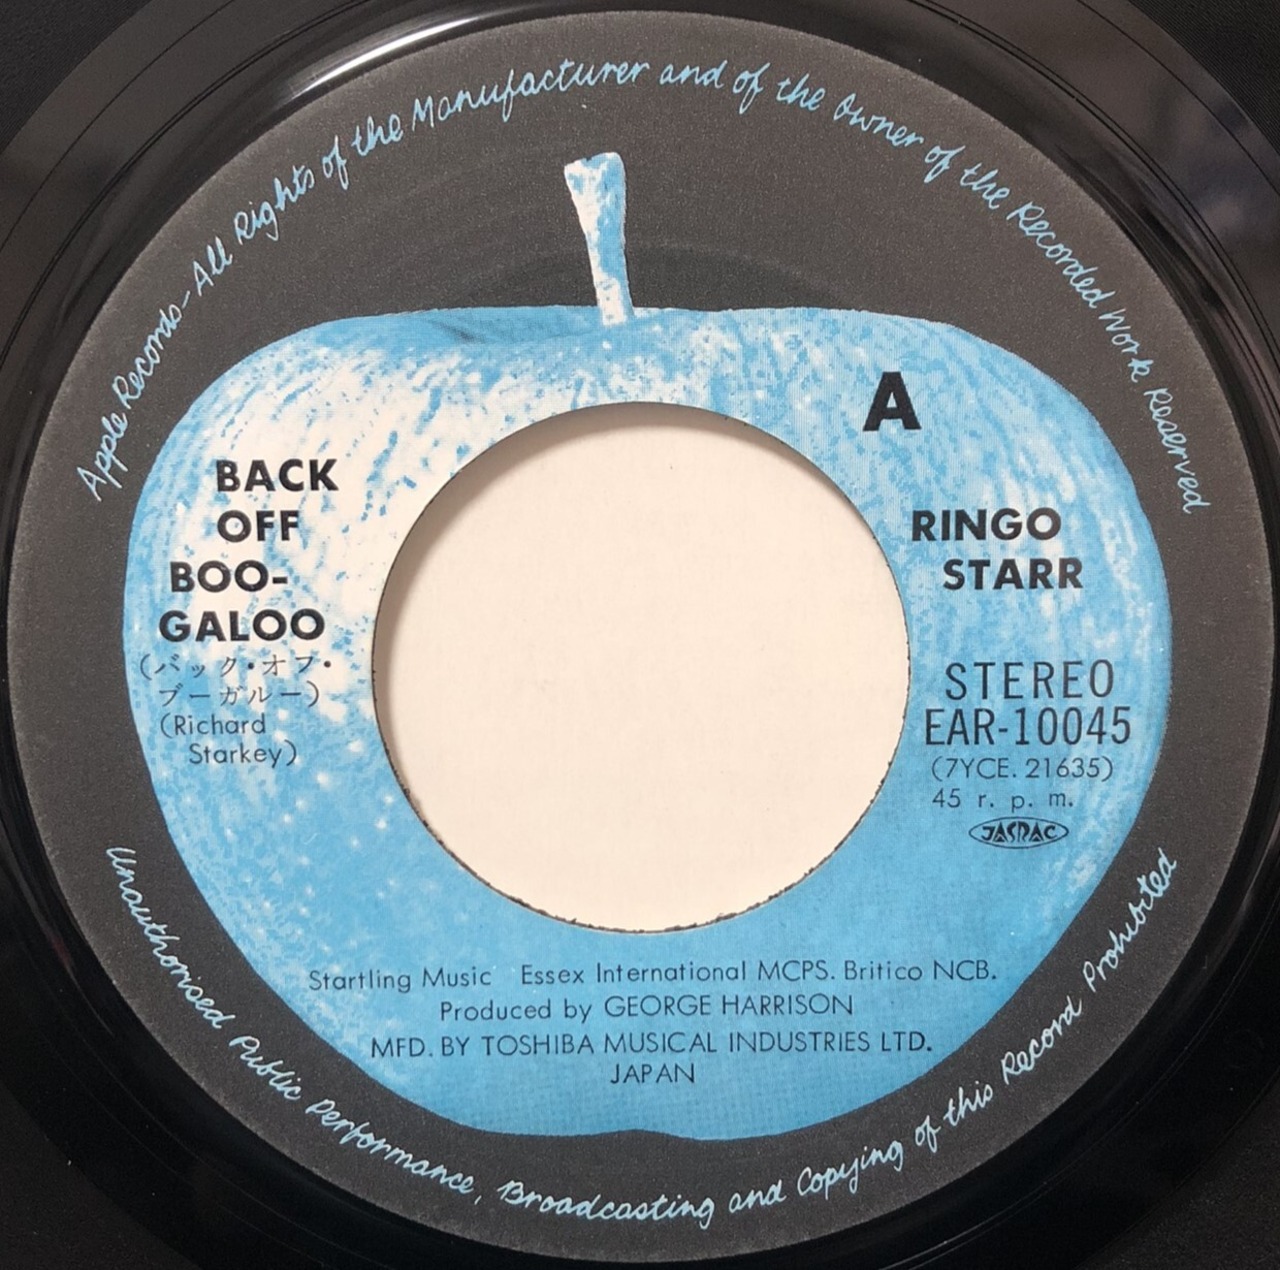 Apple Records - All Rights of the Manufacturer and of the Owner of the Recorded Work Reserved
A
BACK
OFF
BOO-
GALOO
(バック・オフ・
ブーガルー)
(Richard
Starkey)
RINGO
STARR
STEREO
EAR-10045
(7YCE. 21635)
45 r. p. m.
JASRAC
Startling Music Essex International MCPS. Britico NCB.
Produced by GEORGE HARRISON
MFD. BY TOSHIBA MUSICAL INDUSTRIES LTD.
JAPAN
Unauthorised Public Performance, Broadcasting and Copying of this Record Prohibited